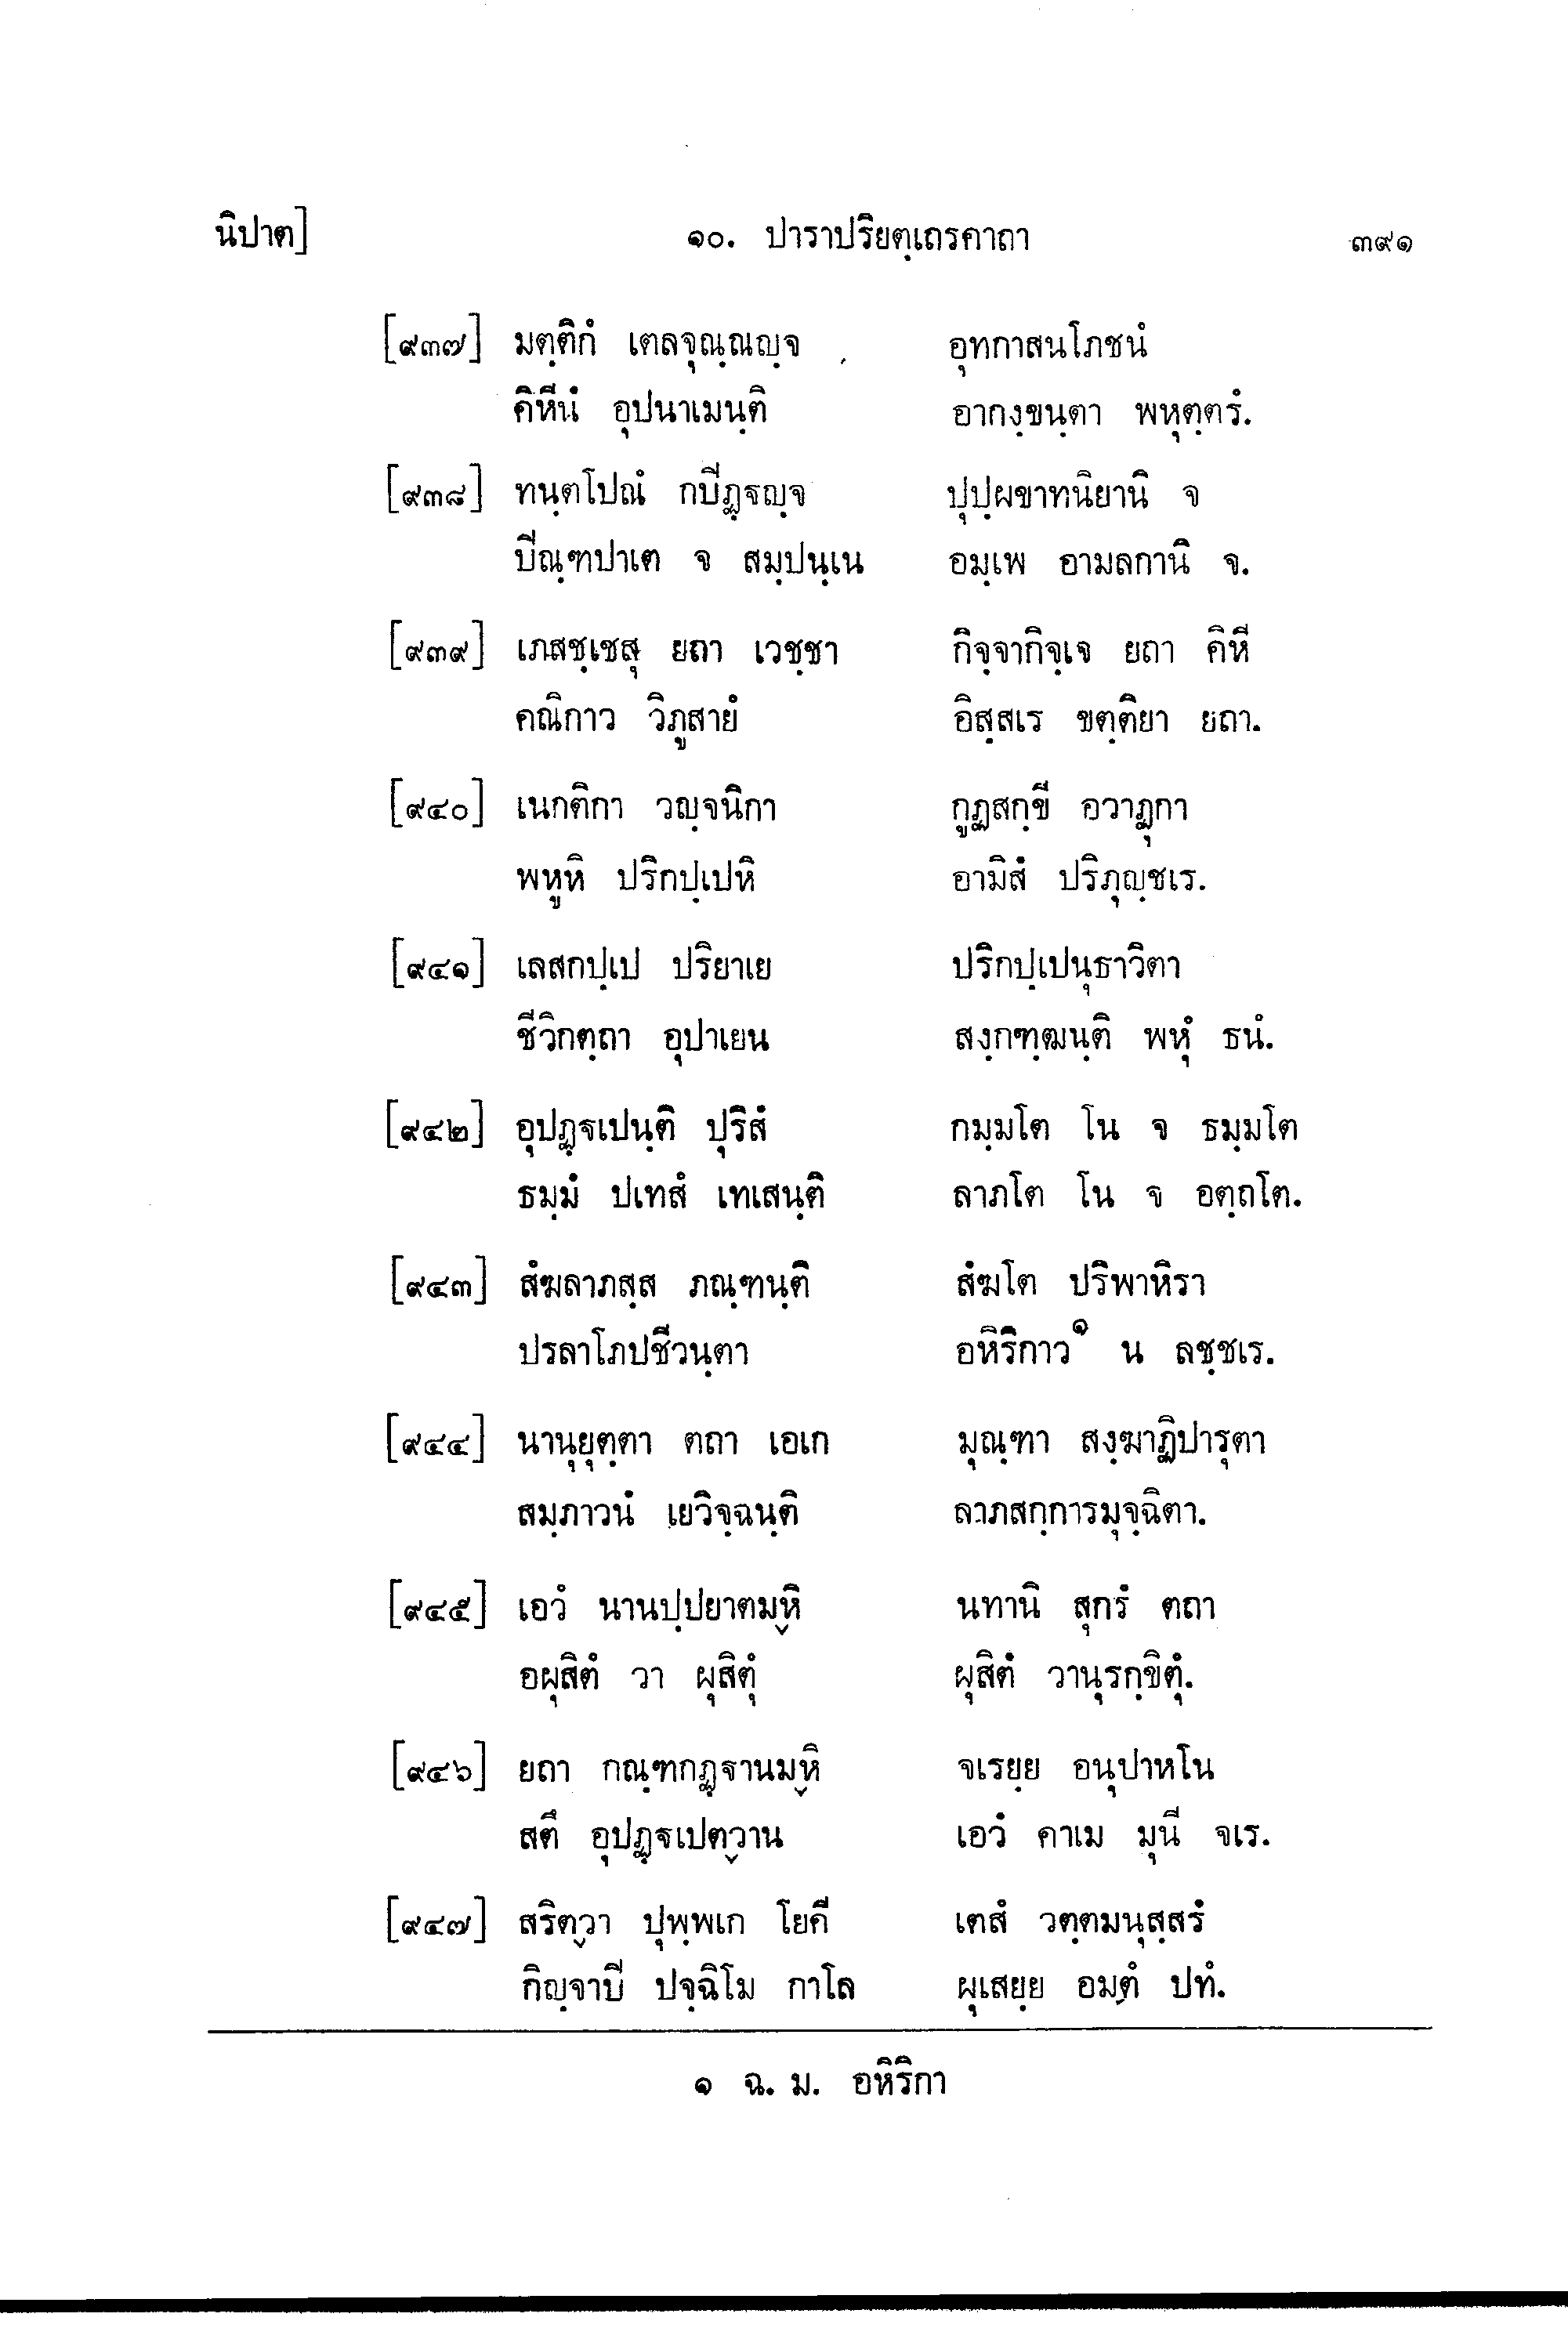 นิปาต] ๑๐. ปาราปริยตฺเถรคาถา ๓๙๑
[๙๓๗] มตฺติกํ เตลจุณฺณญฺจ อุทกาสนโภชนํ
คิหีนํ อุปนาเมนฺติ อากงฺขนฺตา พหุตฺตรํ.
[๙๓๘] ทนฺตโปณํ กปีฏฺฐญฺจ ปุปฺผขาทนิยานิ จ
ปิณฺฑปาเต จ สมฺปนฺเน อมฺเพ อามลกานิ จ.
[๙๓๙] เภสชฺเชสุ ยถา เวชฺชา กิจฺจากิจฺเจ ยถา คิหี
คณิกาว วิภูสายํ อิสฺสเร ขตฺติยา ยถา.
[๙๔๐] เนกติกา วญฺจนิกา กูฏสกฺขี อวาฏุกา
พหูหิ ปริกปฺเปหิ อามิสํ ปริภุญฺชเร.
[๙๔๑] เลสกปฺเป ปริยาเย ปริกปฺเปนุธาวิตา
ชีวิกตฺถา อุปาเยน สงฺกฑฺฒนฺติ พหุํ ธนํ.
[๙๔๒] อุปฏฺฐเปนฺติ ปุริสํ กมฺมโต โน จ ธมฺมโต
ธมฺมํ ปเทสํ เทเสนฺติ ลาภโต โน จ อตฺถโต.
[๙๔๓] สํฆลาภสฺส ภณฺฑนฺติ สํฆโต ปริพาหิรา
ปรลาโภปชีวนฺตา อหิริกาว๑ น ลชฺชเร.
[๙๔๔] นานุยุตฺตา ตถา เอเก มุณฺฑา สงฺฆาฏิปารุตา
สมฺภาวนํ เยวิจฺฉนฺติ ลาภสกฺการมุจฺฉิตา.
[๙๔๕] เอวํ นานปฺปยาตมฺหิ นทานิ สุกรํ ตถา
อผุสิตํ วา ผุสิตุํ ผุสิตํ วานุรกฺขิตุํ.
[๙๔๖] ยถา กณฺฑกฏฺฐานมฺหิ จเรยฺย อนุปาหโน
สตึ อุปฏฺฐเปตฺวาน เอวํ คาเม มุนี จเร.
[๙๔๗] สริตฺวา ปุพฺพเก โยคี เตสํ วตฺตมนุสฺสรํ
กิญฺจาปิ ปจฺฉิโม กาโล ผุเสยฺย อมตํ ปทํ.
๑ ฉ. ม. อหิริกา